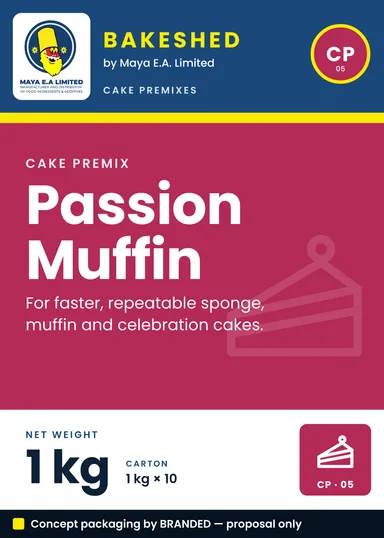 MAYA E.A LIMITED
MANUFACTURER AND DISTRIBUTOR
OF FOOD INGREDIENTS & ADDITIVES
BAKESHED
by Maya E.A. Limited
CAKE PREMIXES
CP
05
CAKE PREMIX
Passion
Muffin
For faster, repeatable sponge,
muffin and celebration cakes.
NET WEIGHT
1 kg
CARTON
1 kg × 10
CP · 05
Concept packaging by BRANDED — proposal only